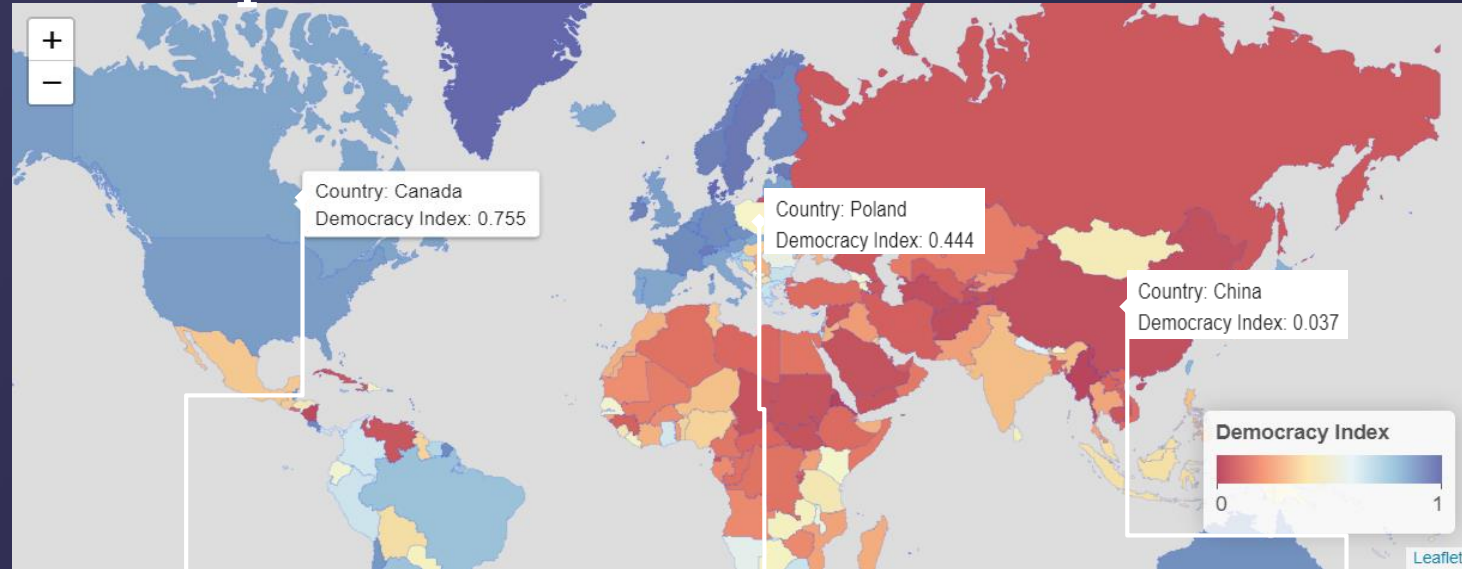 +
−
Country: Canada
Democracy Index: 0.755
Country: Poland
Democracy Index: 0.444
Country: China
Democracy Index: 0.037
Democracy Index
0 1
Leaflet